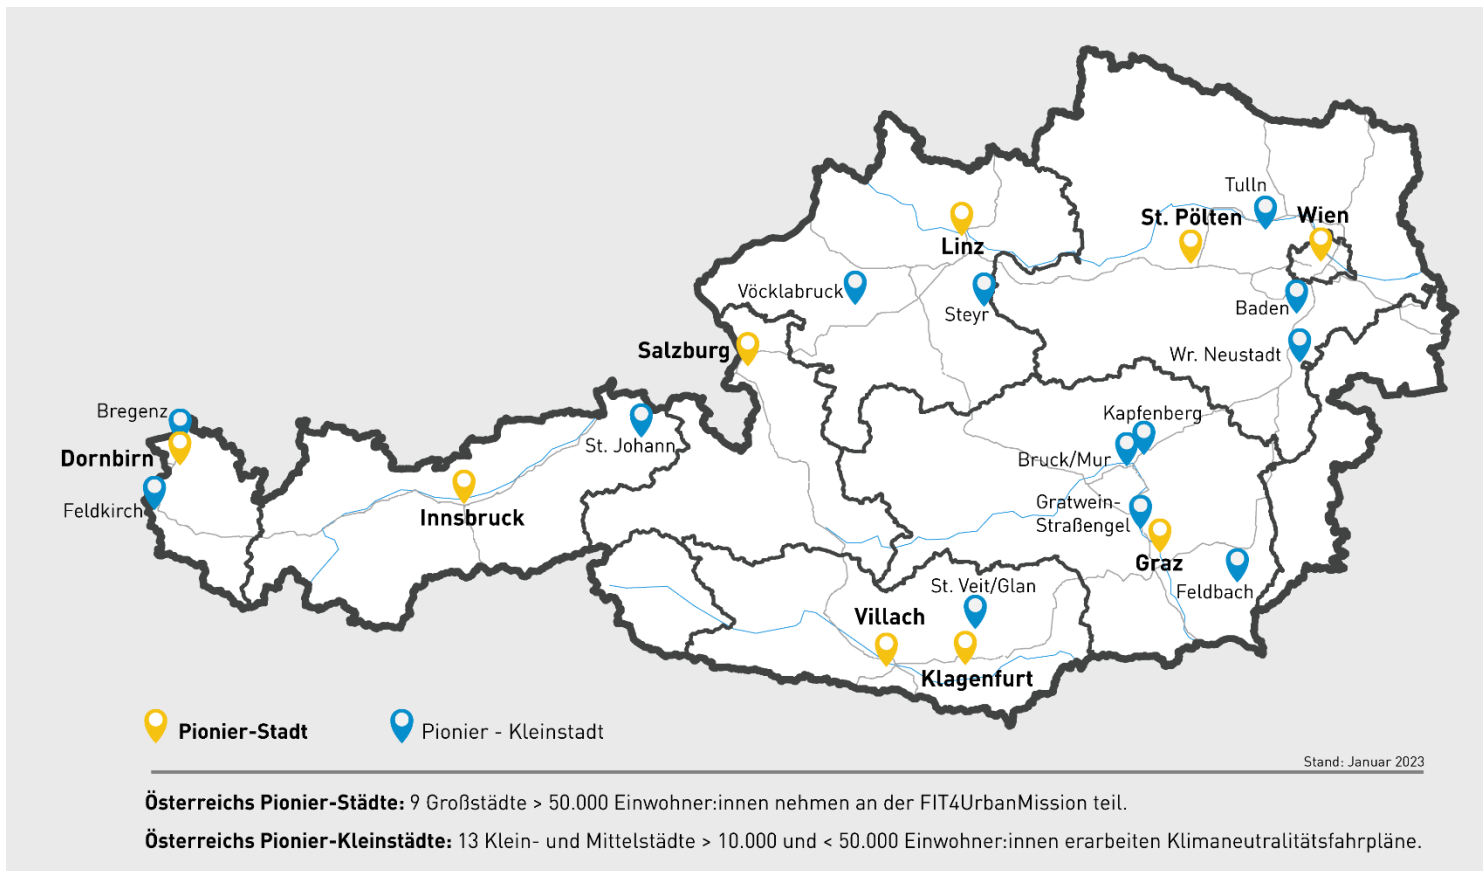 Tulln
St. Pölten
Wien
Linz
Vöcklabruck
Steyr
Baden
Salzburg
Wr. Neustadt
Bregenz
Kapfenberg
St. Johann
Dornbirn
Bruck/Mur
Feldkirch
Innsbruck
Gratwein-
Straßengel
Graz
St. Veit/Glan
Feldbach
Villach
Klagenfurt
Pionier-Stadt
Pionier - Kleinstadt
Stand: Januar 2023
Österreichs Pionier-Städte: 9 Großstädte > 50.000 Einwohner:innen nehmen an der FIT4UrbanMission teil.
Österreichs Pionier-Kleinstädte: 13 Klein- und Mittelstädte > 10.000 und < 50.000 Einwohner:innen erarbeiten Klimaneutralitätsfahrpläne.